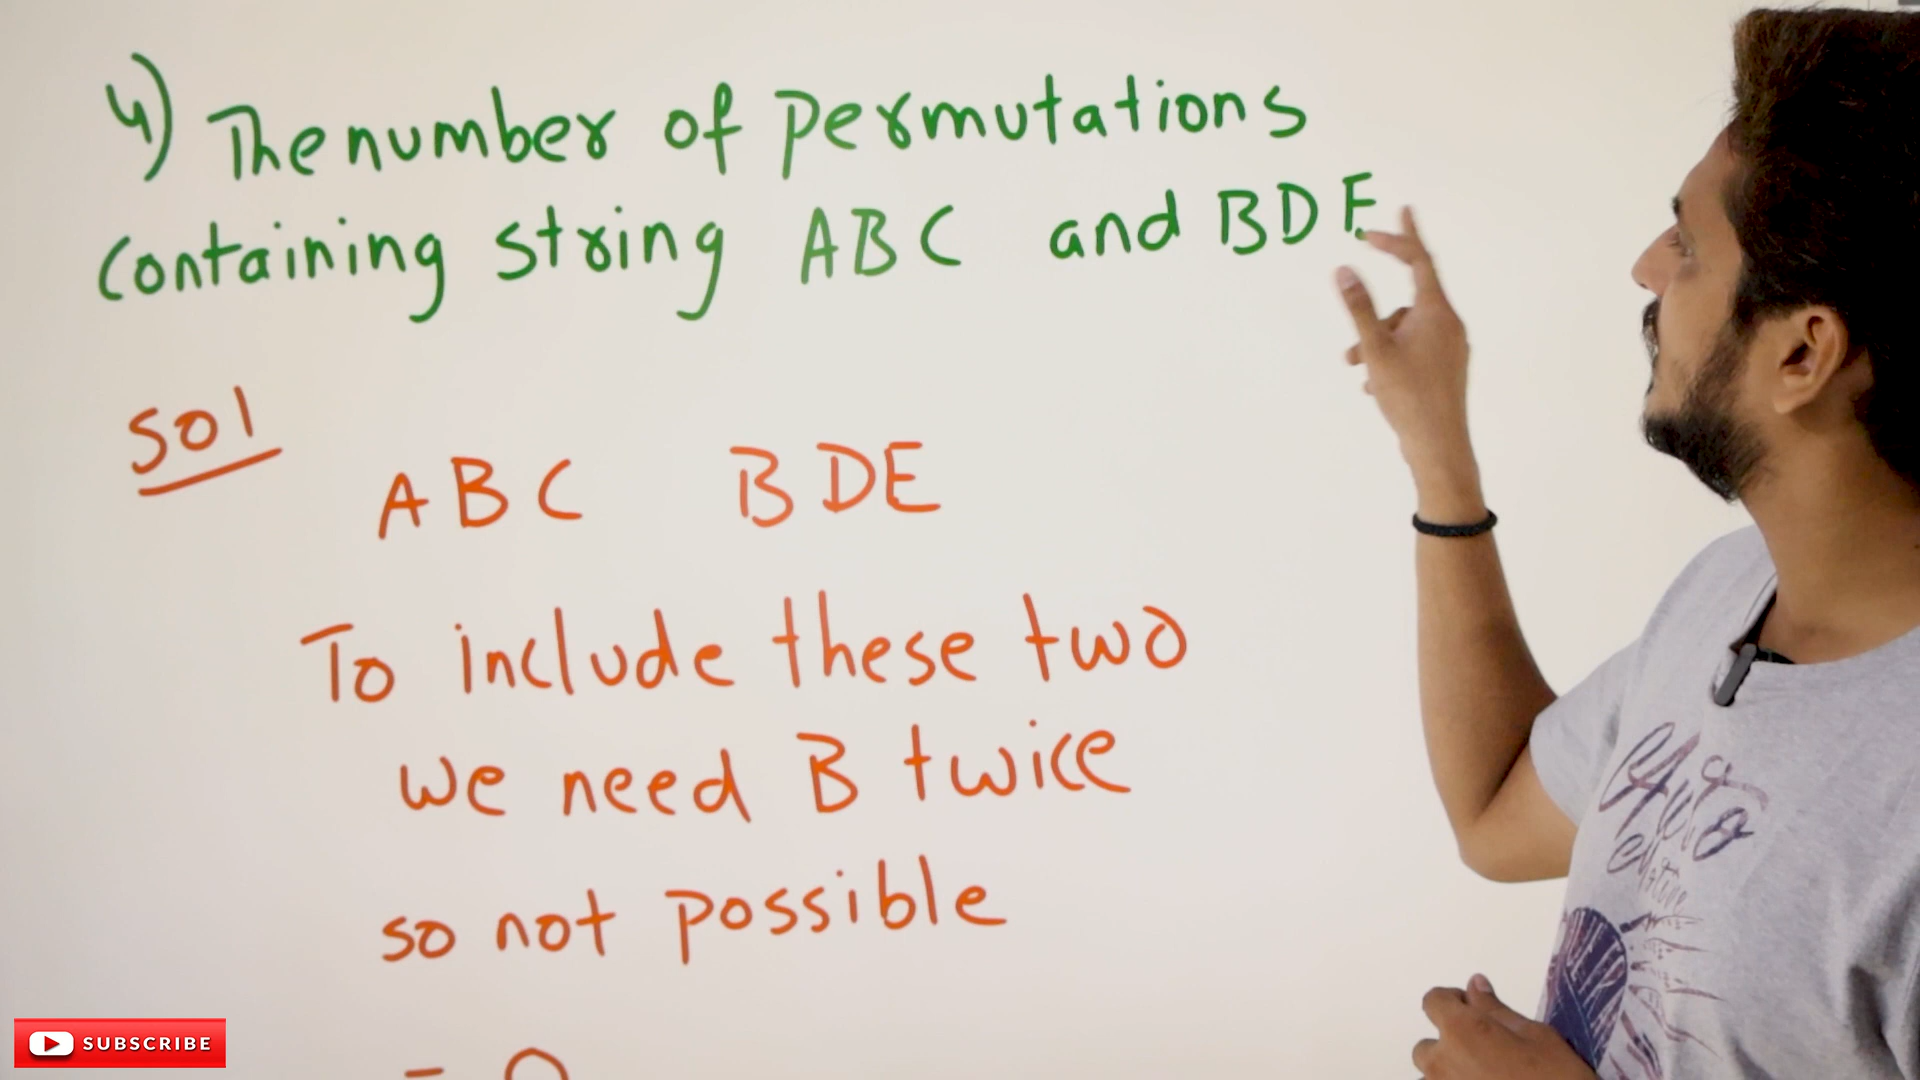 4) The number of permutations
containing string ABC and BDE
Sol
ABC BDE
To include these two
we need B twice
so not possible
= 0
SUBSCRIBE